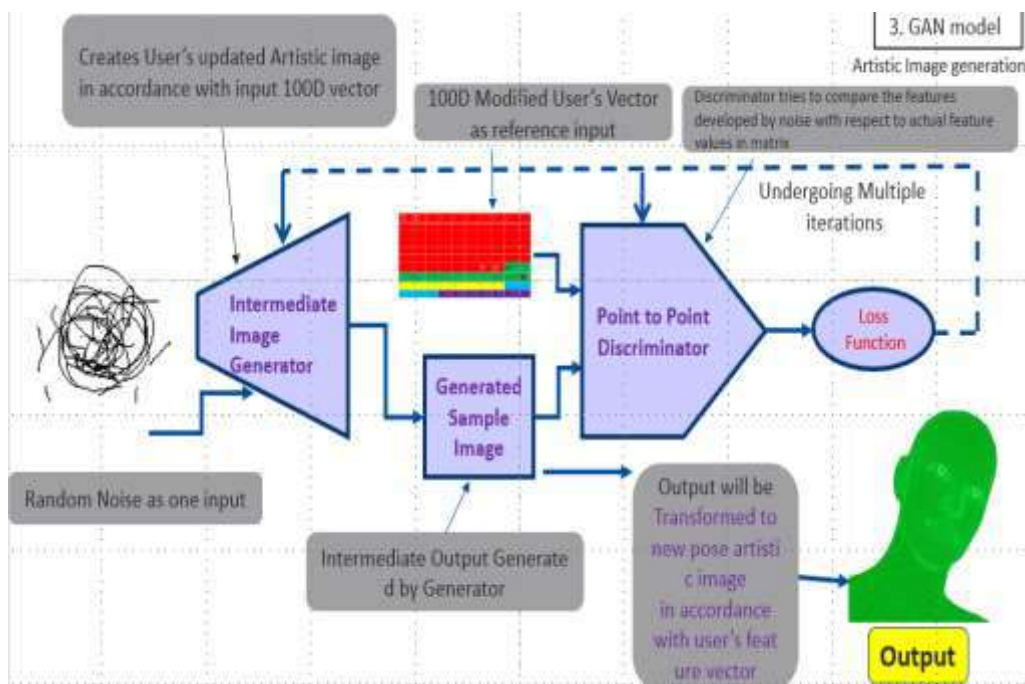 3. GAN model
Artistic Image generation
Creates User's updated Artistic image
in accordance with input 100D vector
100D Modified User's Vector
as reference input
Discriminator tries to compare the features
developed by noise with respect to actual feature
values in matrix
Undergoing Multiple
iterations
Intermediate
Image
Generator
Point to Point
Discriminator
Loss
Function
Generated
Sample
Image
Random Noise as one input
Intermediate Output Generate
d by Generator
Output will be
Transformed to
new pose artisti
c image
in accordance
with user's feat
ure vector
Output